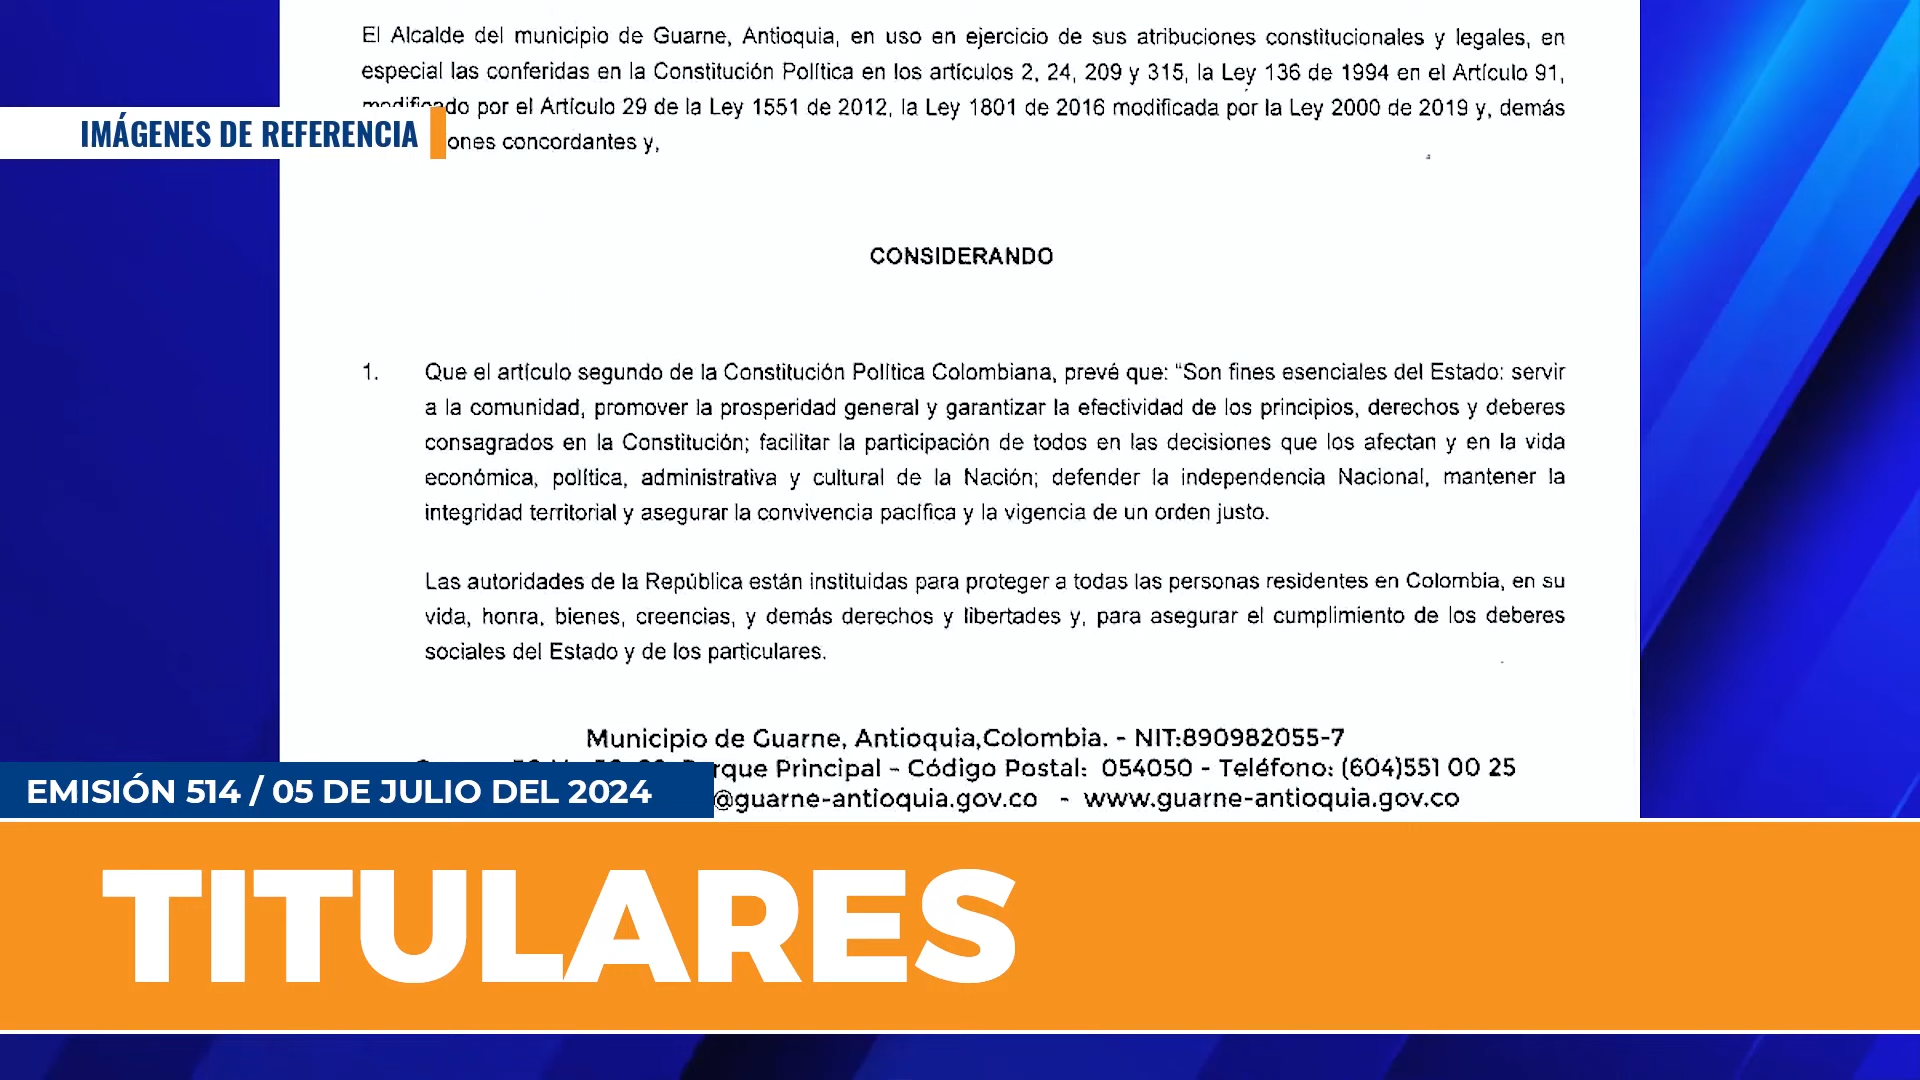 El Alcalde del municipio de Guarne, Antioquia, en uso en ejercicio de sus atribuciones constitucionales y legales, en
especial las conferidas en la Constitución Política en los artículos 2, 24, 209 y 315, la Ley 136 de 1994 en el Artículo 91,
modificado por el Artículo 29 de la Ley 1551 de 2012, la Ley 1801 de 2016 modificada por la Ley 2000 de 2019 y, demás
IMÁGENES DE REFERENCIA
ones concordantes y,
CONSIDERANDO
1. Que el artículo segundo de la Constitución Política Colombiana, prevé que: “Son fines esenciales del Estado: servir
a la comunidad, promover la prosperidad general y garantizar la efectividad de los principios, derechos y deberes
consagrados en la Constitución; facilitar la participación de todos en las decisiones que los afectan y en la vida
económica, política, administrativa y cultural de la Nación; defender la independencia Nacional, mantener la
integridad territorial y asegurar la convivencia pacífica y la vigencia de un orden justo.
Las autoridades de la República están instituidas para proteger a todas las personas residentes en Colombia, en su
vida, honra, bienes, creencias, y demás derechos y libertades y, para asegurar el cumplimiento de los deberes
sociales del Estado y de los particulares.
Municipio de Guarne, Antioquia,Colombia. - NIT:890982055-7
Parque Principal - Código Postal: 054050 - Teléfono: (604)551 00 25
@guarne-antioquia.gov.co - www.guarne-antioquia.gov.co
EMISIÓN 514 / 05 DE JULIO DEL 2024
TITULARES